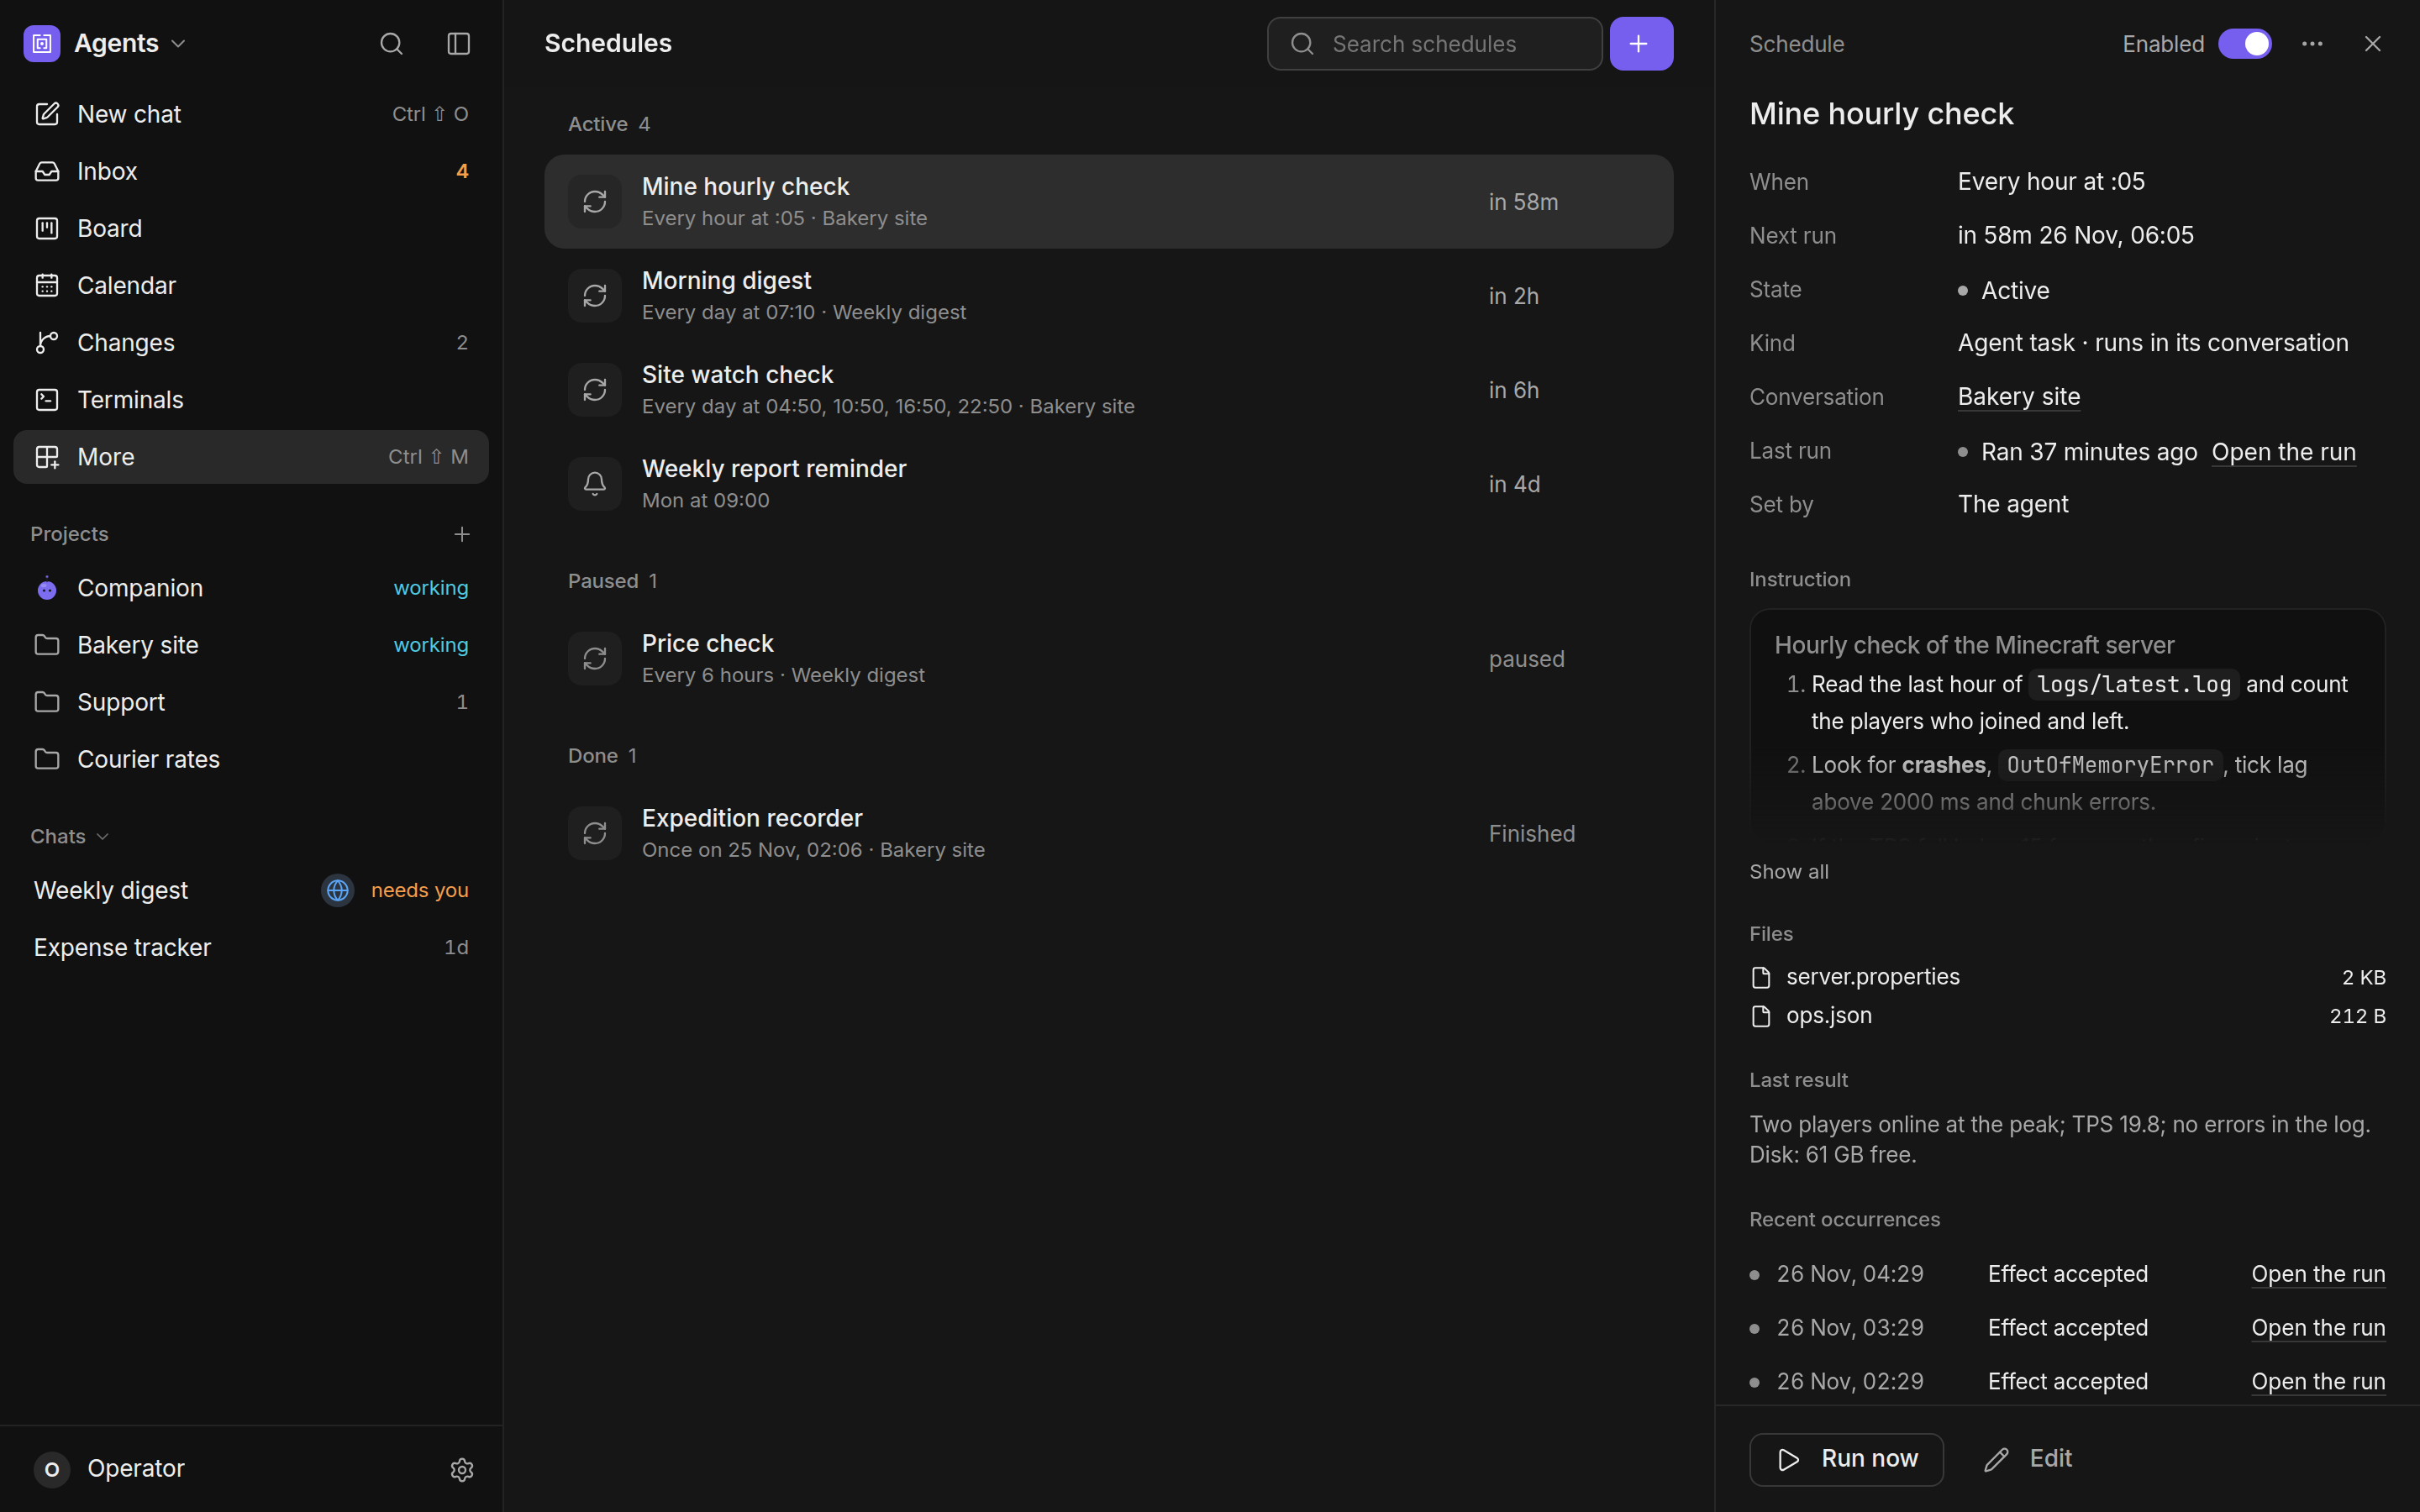 Agents
New chat Ctrl ⇧ O
Inbox 4
Board
Calendar
Changes 2
Terminals
More Ctrl ⇧ M
Projects
Companion working
Bakery site working
Support 1
Courier rates
Chats
Weekly digest needs you
Expense tracker 1d
O Operator
Schedules
Search schedules
Active 4
Mine hourly check
Every hour at :05 · Bakery site
in 58m
Morning digest
Every day at 07:10 · Weekly digest
in 2h
Site watch check
Every day at 04:50, 10:50, 16:50, 22:50 · Bakery site
in 6h
Weekly report reminder
Mon at 09:00
in 4d
Paused 1
Price check
Every 6 hours · Weekly digest
paused
Done 1
Expedition recorder
Once on 25 Nov, 02:06 · Bakery site
Finished
Schedule Enabled
Mine hourly check
When Every hour at :05
Next run in 58m 26 Nov, 06:05
State Active
Kind Agent task · runs in its conversation
Conversation Bakery site
Last run Ran 37 minutes ago Open the run
Set by The agent
Instruction
Hourly check of the Minecraft server
1. Read the last hour of logs/latest.log and count
the players who joined and left.
2. Look for crashes, OutOfMemoryError, tick lag
above 2000 ms and chunk errors.
Show all
Files
server.properties 2 KB
ops.json 212 B
Last result
Two players online at the peak; TPS 19.8; no errors in the log.
Disk: 61 GB free.
Recent occurrences
26 Nov, 04:29 Effect accepted Open the run
26 Nov, 03:29 Effect accepted Open the run
26 Nov, 02:29 Effect accepted Open the run
Run now Edit